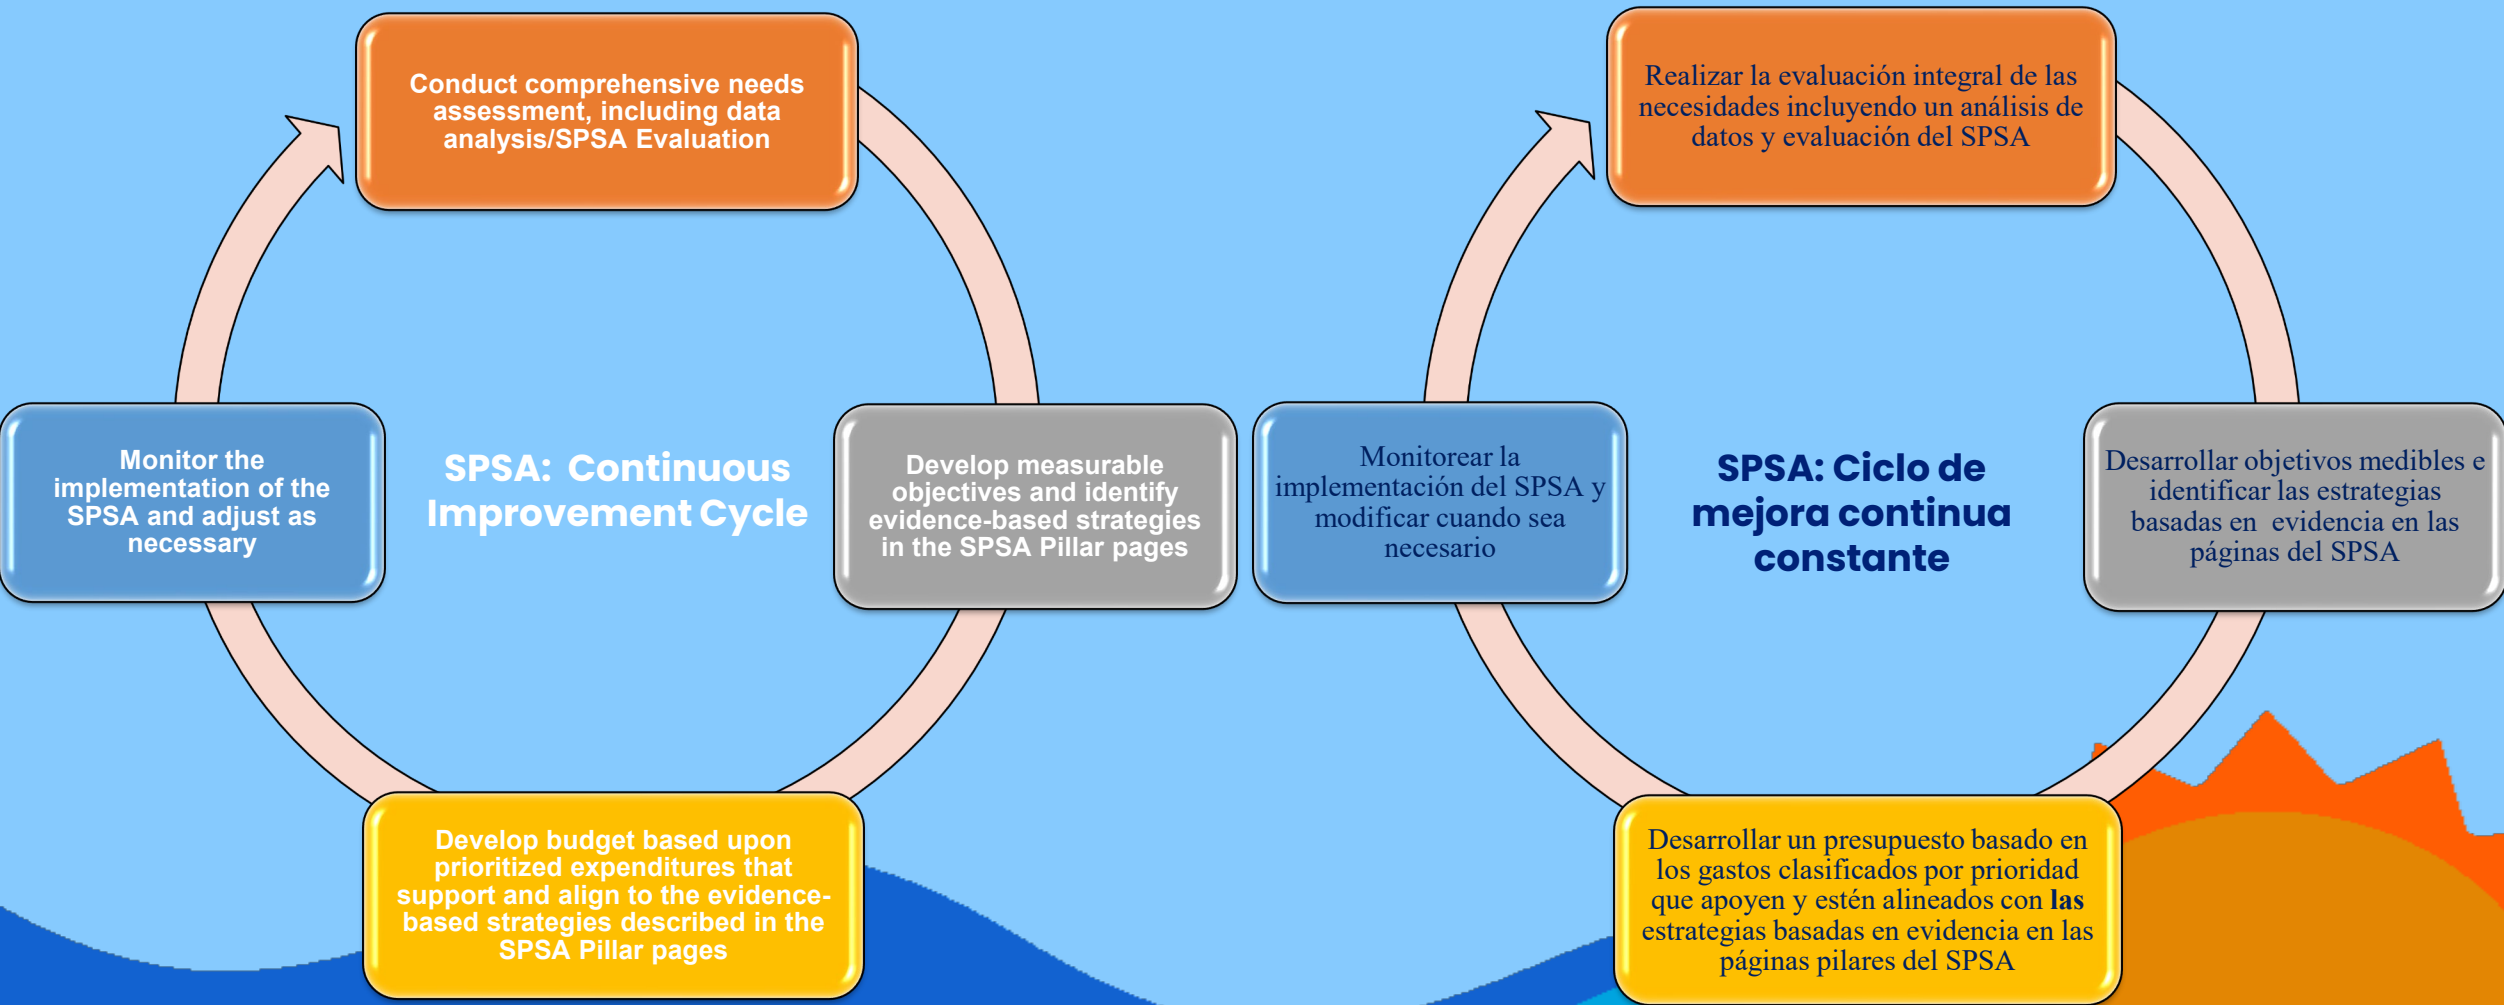 Conduct comprehensive needs
assessment, including data
analysis/SPSA Evaluation
Monitor the
implementation of the
SPSA and adjust as
necessary
SPSA: Continuous
Improvement Cycle
Develop measurable
objectives and identify
evidence-based strategies
in the SPSA Pillar pages
Develop budget based upon
prioritized expenditures that
support and align to the evidence-
based strategies described in the
SPSA Pillar pages
Realizar la evaluación integral de las
necesidades incluyendo un análisis de
datos y evaluación del SPSA
Monitorear la
implementación del SPSA y
modificar cuando sea
necesario
SPSA: Ciclo de
mejora continua
constante
Desarrollar objetivos medibles e
identificar las estrategias
basadas en evidencia en las
páginas del SPSA
Desarrollar un presupuesto basado en
los gastos clasificados por prioridad
que apoyen y estén alineados con las
estrategias basadas en evidencia en las
páginas pilares del SPSA